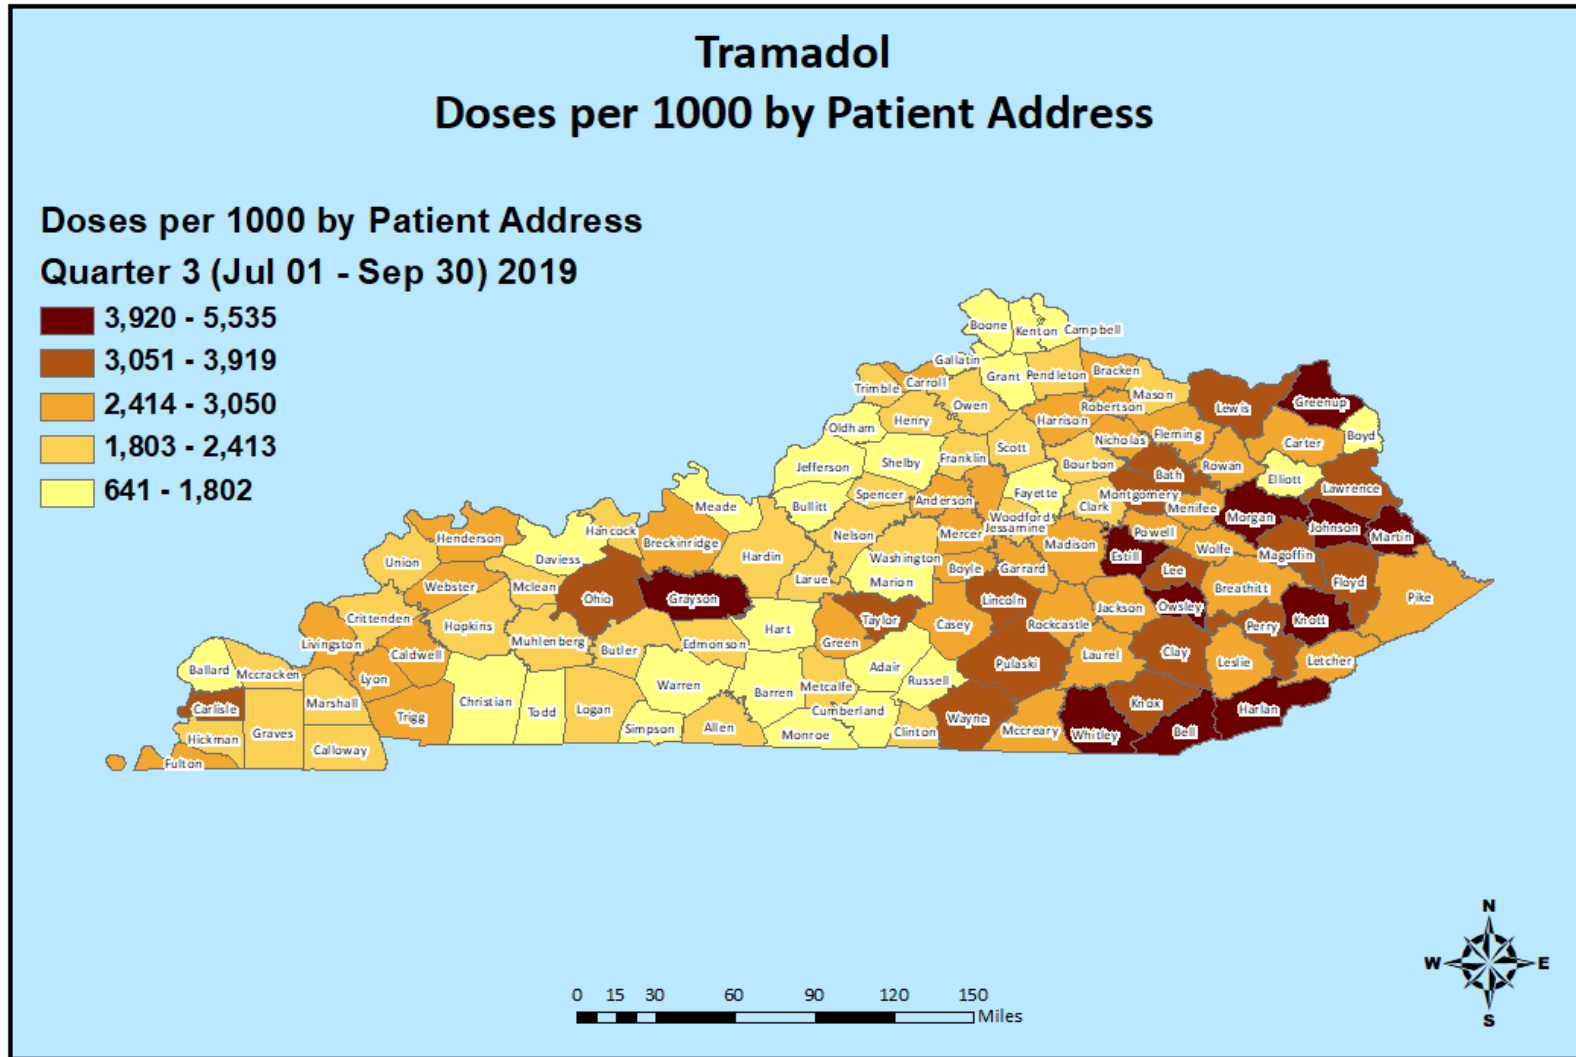 Tramadol
Doses per 1000 by Patient Address
Doses per 1000 by Patient Address
Quarter 3 (Jul 01 - Sep 30) 2019
3,920 - 5,535
3,051 - 3,919
2,414 - 3,050
1,803 - 2,413
641 - 1,802
Boone
Kenton
Campbell
Gallatin
Grant
Pendleton
Bracken
Trimble
Carroll
Mason
Owen
Robertson
Lewis
Greenup
Henry
Harrison
Oldham
Nicholas
Fleming
Carter
Boyd
Scott
Franklin
Shelby
Jefferson
Bourbon
Rowan
Bath
Elliott
Lawrence
Spencer
Anderson
Fayette
Montgomery
Meade
Bullitt
Clark
Menifee
Woodford
Morgan
Jessamine
Johnson
Martin
Hancock
Henderson
Breckinridge
Nelson
Mercer
Powell
Madison
Daviess
Hardin
Washington
Estill
Wolfe
Magoffin
Union
Boyle
Garrard
Lee
Webster
Mclean
Larue
Marion
Floyd
Breathitt
Ohio
Grayson
Lincoln
Pike
Jackson
Owsley
Crittenden
Taylor
Knott
Hopkins
Hart
Casey
Rockcastle
Perry
Livingston
Muhlenberg
Edmonson
Green
Butler
Caldwell
Laurel
Clay
Leslie
Letcher
Pulaski
Adair
Ballard
Mccracken
Lyon
Russell
Warren
Metcalfe
Barren
Christian
Marshall
Knox
Carlisle
Todd
Logan
Cumberland
Harlan
Trigg
Wayne
Simpson
Allen
Mccreary
Clinton
Bell
Graves
Monroe
Whitley
Hickman
Calloway
Fulton
N
W
E
S
0 15 30 60 90 120 150
Miles